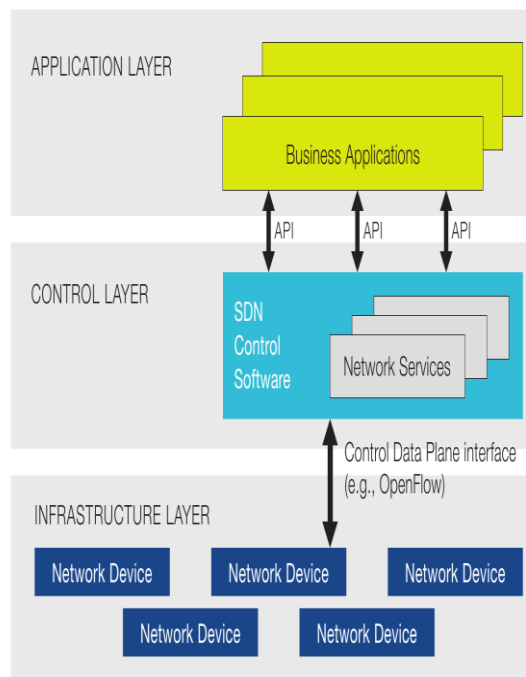 APPLICATION LAYER
Business Applications
API
API
API
CONTROL LAYER
SDN
Control
Software
Network Services
Control Data Plane interface
(e.g., OpenFlow)
INFRASTRUCTURE LAYER
Network Device
Network Device
Network Device
Network Device
Network Device